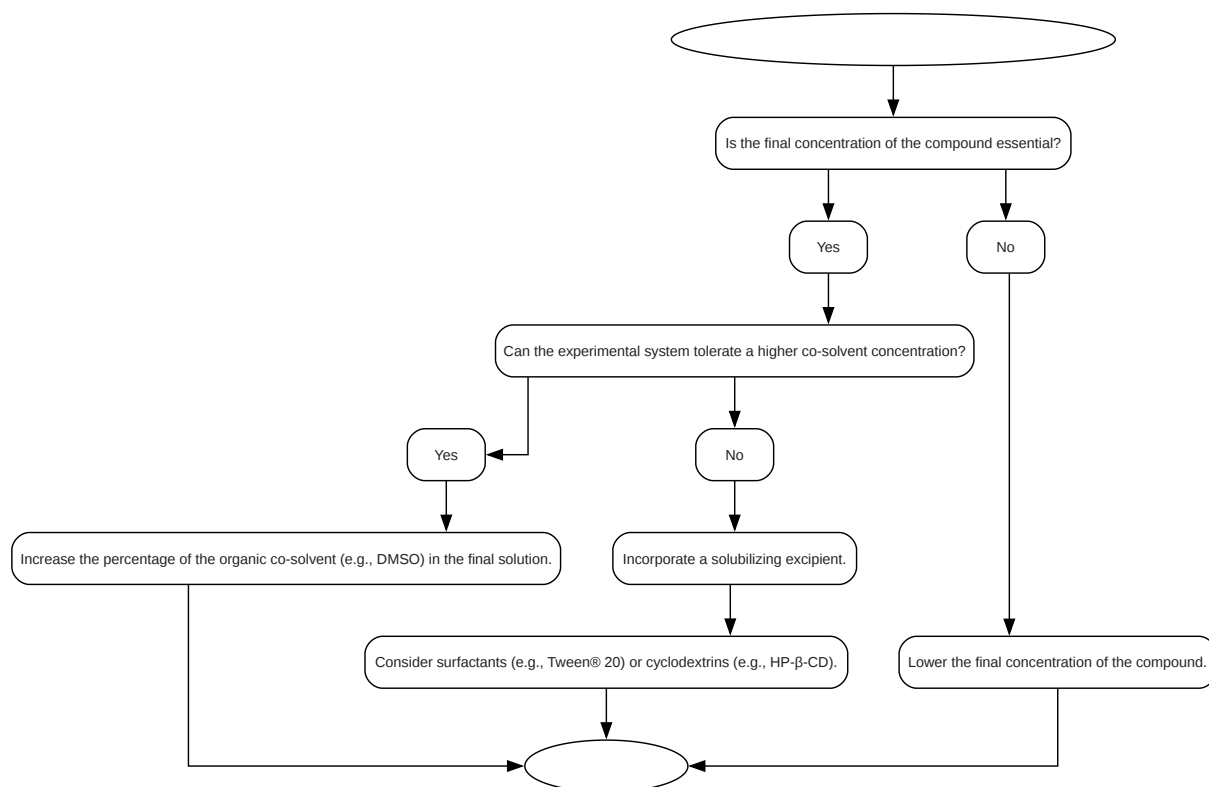 Is the final concentration of the compound essential?
Yes
No
Can the experimental system tolerate a higher co-solvent concentration?
Yes
No
Increase the percentage of the organic co-solvent (e.g., DMSO) in the final solution.
Incorporate a solubilizing excipient.
Consider surfactants (e.g., Tween® 20) or cyclodextrins (e.g., HP-β-CD).
Lower the final concentration of the compound.